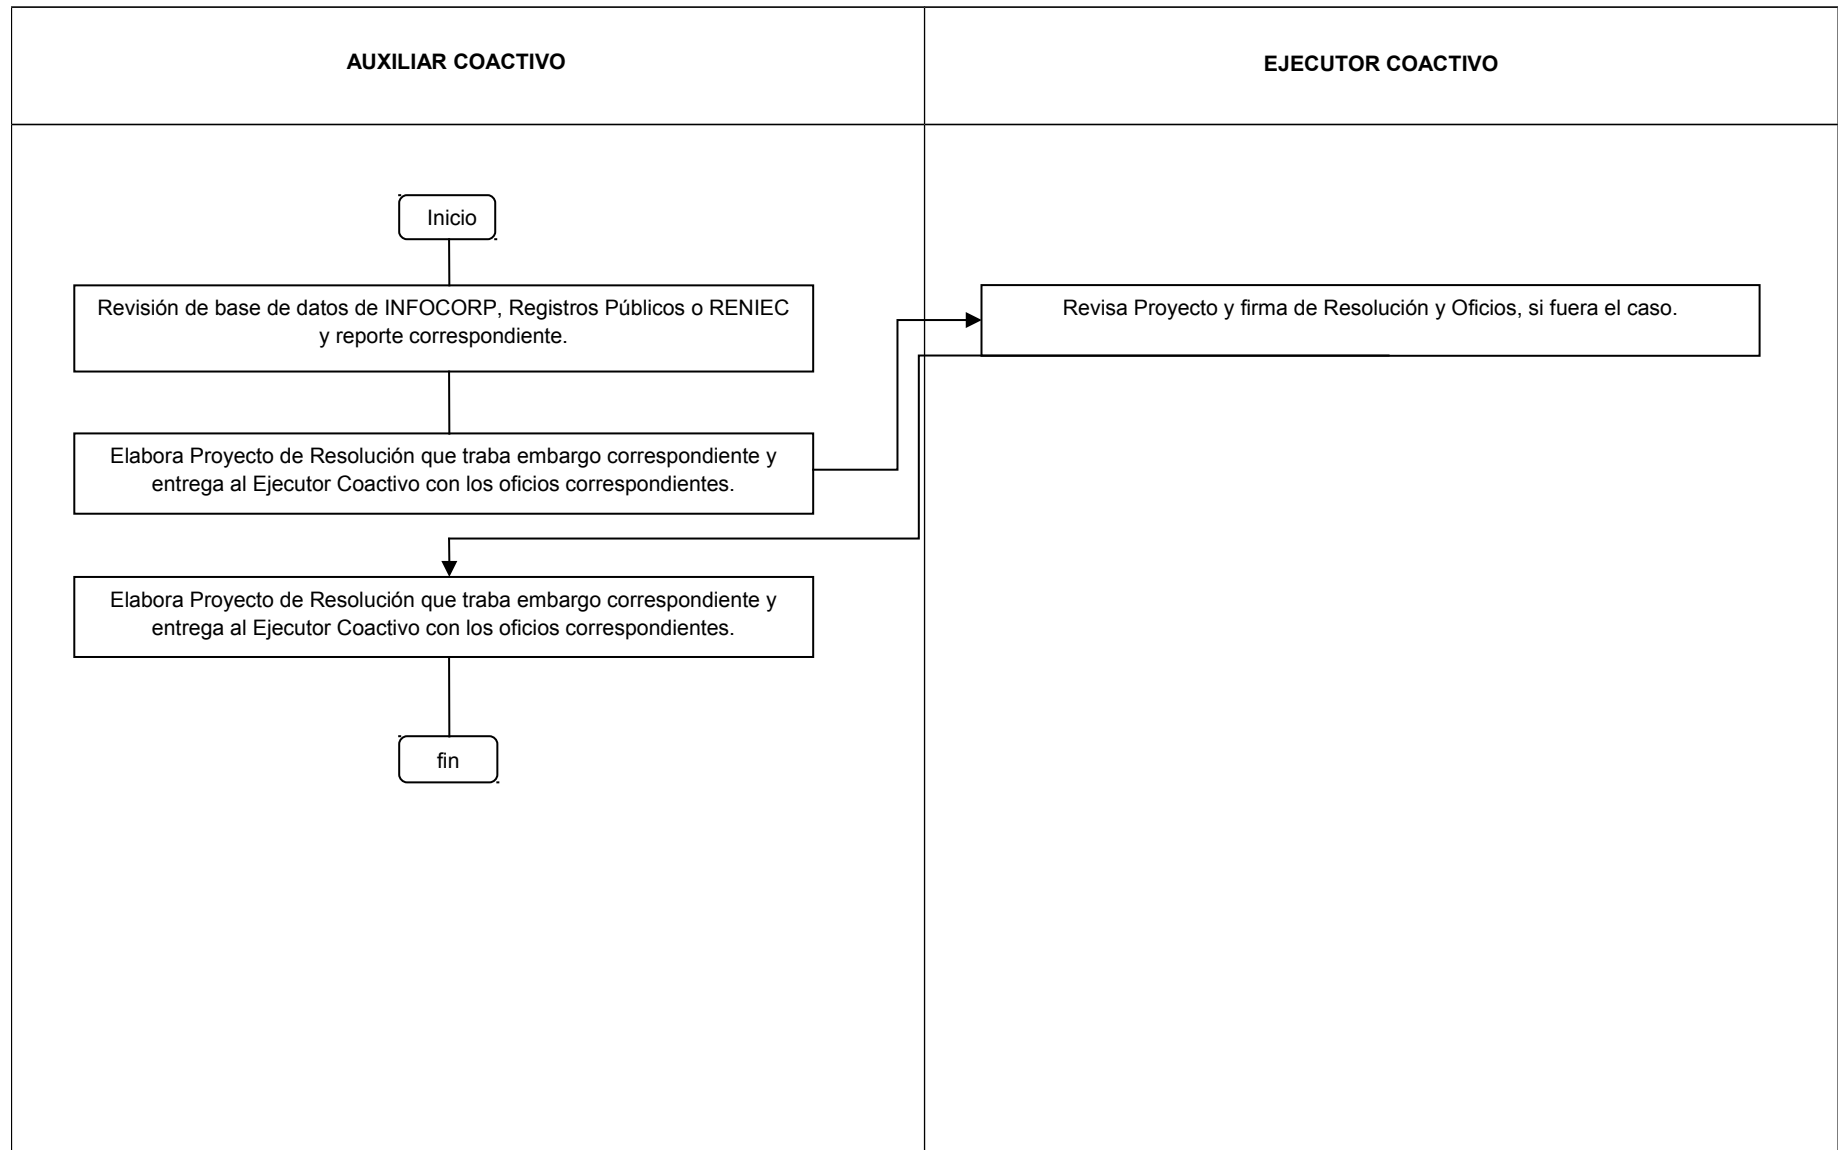 AUXILIAR COACTIVO
EJECUTOR COACTIVO
Inicio
Revisión de base de datos de INFOCORP, Registros Públicos o RENIEC
y reporte correspondiente.
Revisa Proyecto y firma de Resolución y Oficios, si fuera el caso.
Elabora Proyecto de Resolución que traba embargo correspondiente y
entrega al Ejecutor Coactivo con los oficios correspondientes.
Elabora Proyecto de Resolución que traba embargo correspondiente y
entrega al Ejecutor Coactivo con los oficios correspondientes.
fin